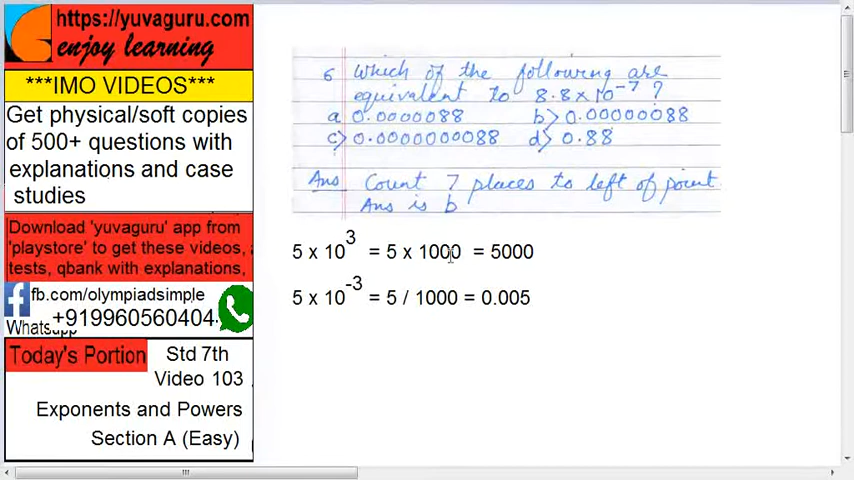 https://yuvaguru.com
enjoy learning
***IMO VIDEOS***
Get physical/soft copies
of 500+ questions with
explanations and case
studies
Download 'yuvaguru' app from
'playstore' to get these videos,
tests, qbank with explanations,
fb.com/olympiadsimple
Whatsapp +919960560404
Today's Portion
Std 7th
Video 103
Exponents and Powers
Section A (Easy)
6 Which of the following are
equivalent to 8.8×10⁻⁷ ?
a 0.0000088 b> 0.00000088
c> 0.0000000088 d> 0.88
Ans Count 7 places to left of point.
Ans is b
5 x 10³ = 5 x 1000 = 5000
5 x 10⁻³ = 5 / 1000 = 0.005